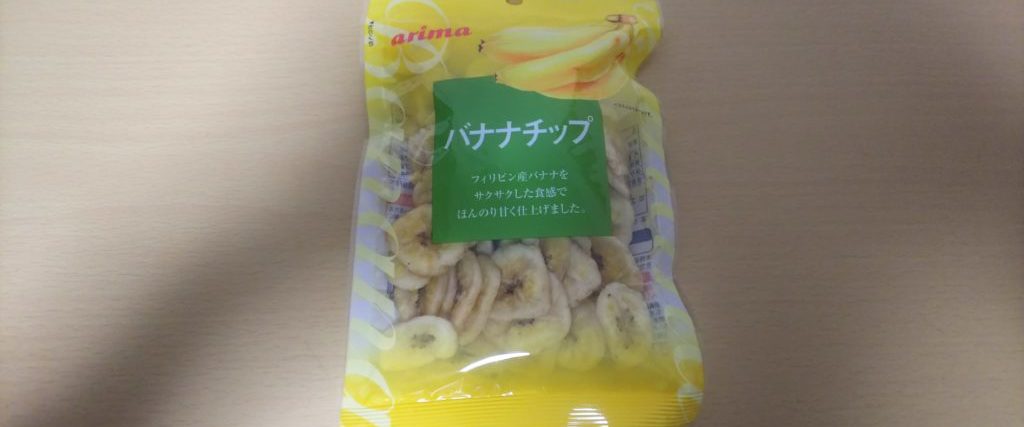 arima
バナナチップ
フィリピン産バナナを
サクサクした食感で
ほんのり甘く仕上げました。